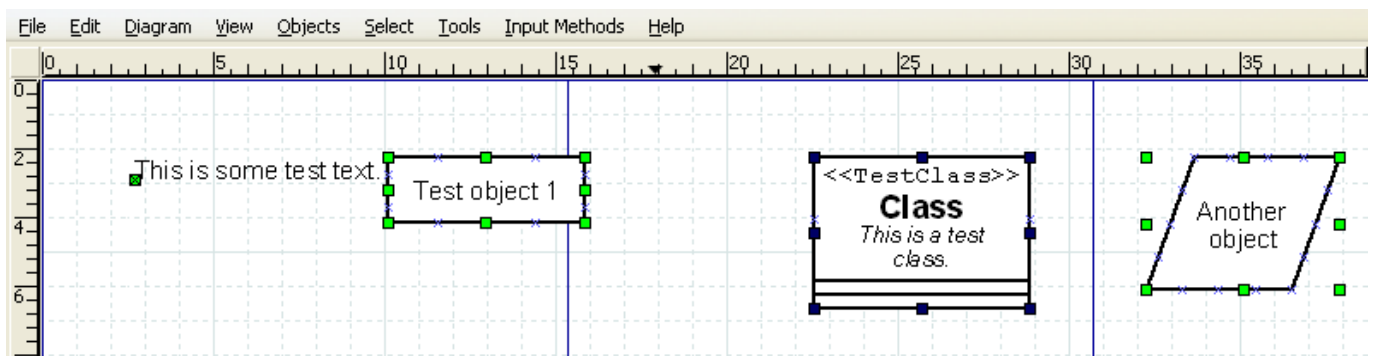 File Edit Diagram View Objects Select Tools Input Methods Help
0 5 10 15 20 25 30 35
0
2
4
6
This is some test text.
Test object 1
<<TestClass>>
Class
This is a test
class.
Another
object